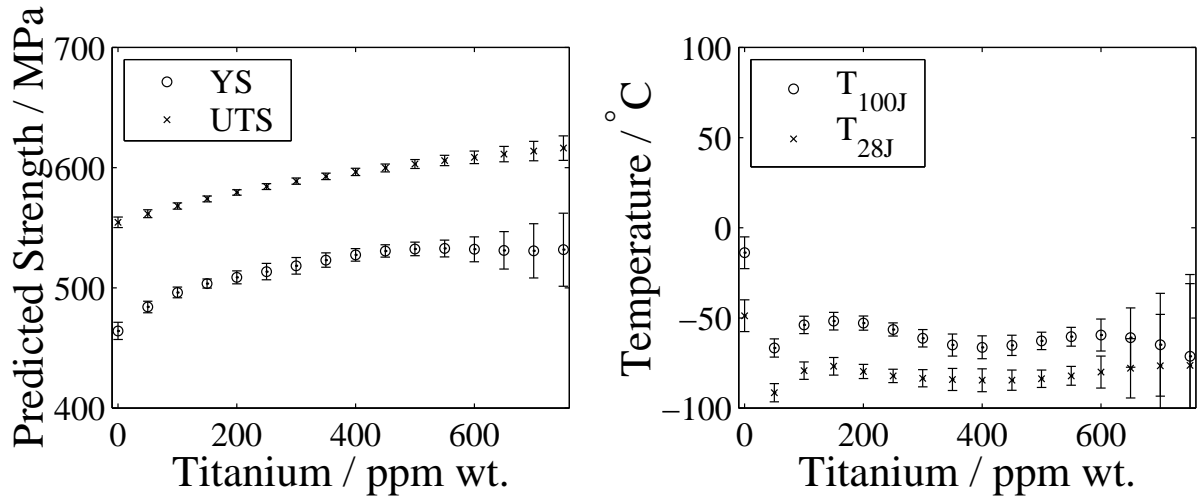 Predicted Strength / MPa
700
600
500
400
YS
UTS
0 200 400 600
Titanium / ppm wt.
Temperature / °C
100
50
0
−50
−100
T100J
T28J
0 200 400 600
Titanium / ppm wt.